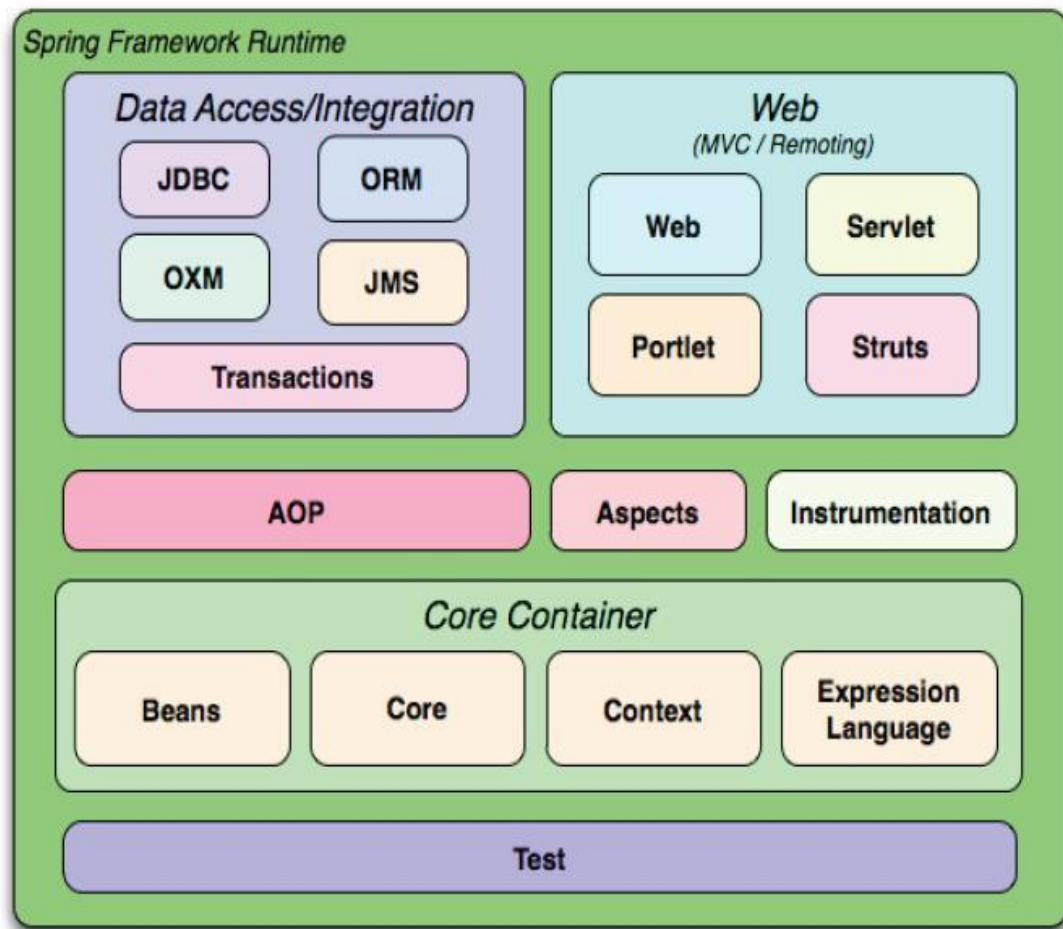 Spring Framework Runtime
Data Access/Integration
JDBC
ORM
OXM
JMS
Transactions
Web
(MVC / Remoting)
Web
Servlet
Portlet
Struts
AOP
Aspects
Instrumentation
Core Container
Beans
Core
Context
Expression
Language
Test